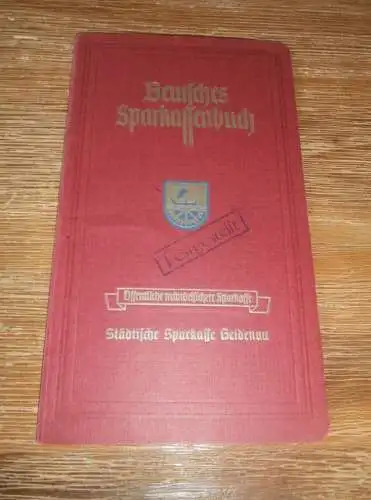 Deutsches
Sparkassenbuch
Öffentliche mündelsichere Sparkasse
Städtische Sparkasse Heidenau